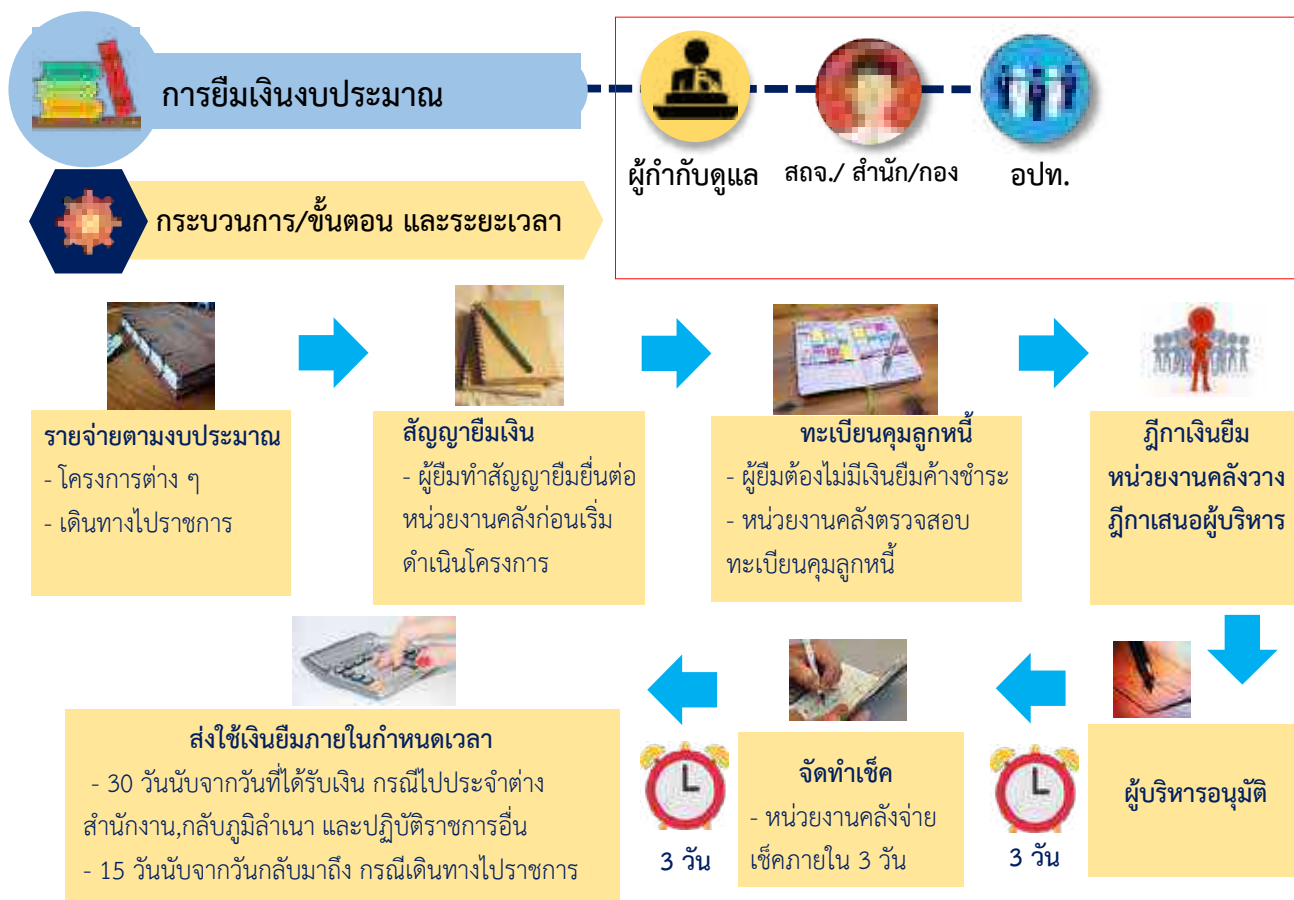 การยืมเงินงบประมาณ
ผู้กำกับดูแล
สถจ./ สำนัก/กอง
อปท.
กระบวนการ/ขั้นตอน และระยะเวลา
รายจ่ายตามงบประมาณ
- โครงการต่าง ๆ
- เดินทางไปราชการ
สัญญายืมเงิน
- ผู้ยืมทำสัญญายืมยื่นต่อ
หน่วยงานคลังก่อนเริ่ม
ดำเนินโครงการ
ทะเบียนคุมลูกหนี้
- ผู้ยืมต้องไม่มีเงินยืมค้างชำระ
- หน่วยงานคลังตรวจสอบ
ทะเบียนคุมลูกหนี้
ฎีกาเงินยืม
หน่วยงานคลังวาง
ฎีกาเสนอผู้บริหาร
ผู้บริหารอนุมัติ
3 วัน
จัดทำเช็ค
- หน่วยงานคลังจ่าย
เช็คภายใน 3 วัน
3 วัน
ส่งใช้เงินยืมภายในกำหนดเวลา
- 30 วันนับจากวันที่ได้รับเงิน กรณีไปประจำต่าง
สำนักงาน,กลับภูมิลำเนา และปฏิบัติราชการอื่น
- 15 วันนับจากวันกลับมาถึง กรณีเดินทางไปราชการ